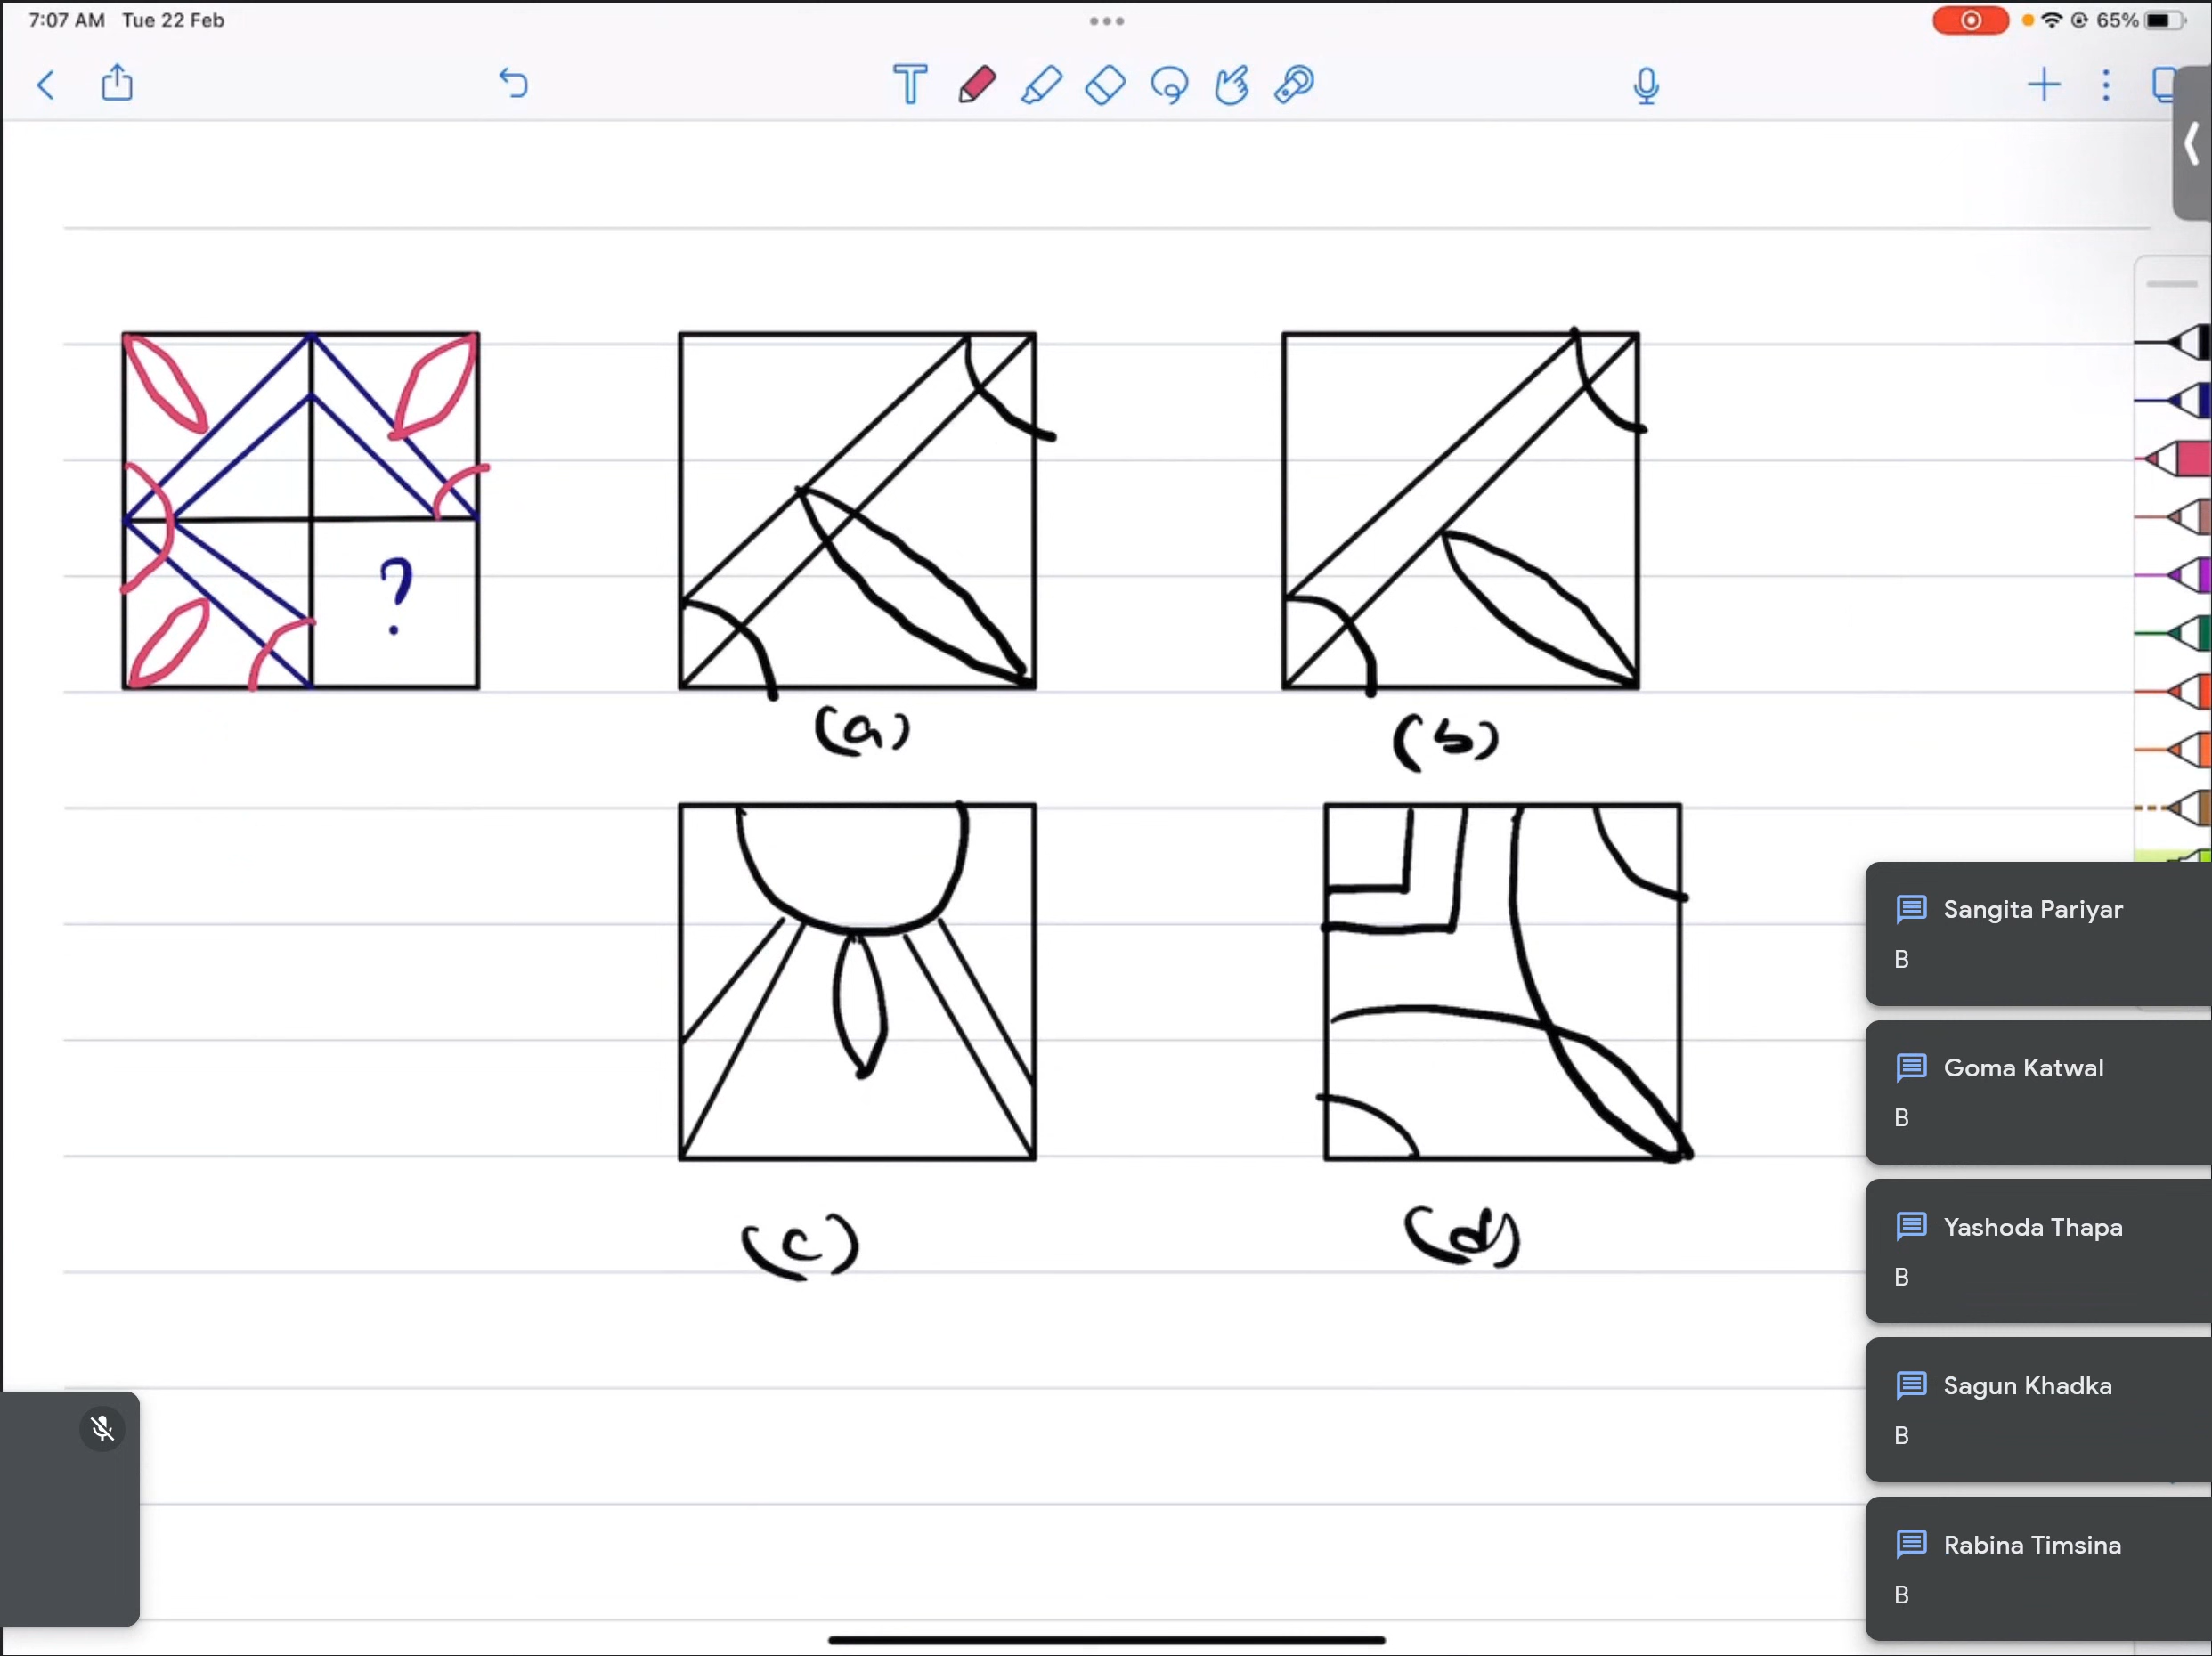 7:07 AM Tue 22 Feb
65%
T
?
(a)
(b)
(c)
(d)
Sangita Pariyar
B
Goma Katwal
B
Yashoda Thapa
B
Sagun Khadka
B
Rabina Timsina
B